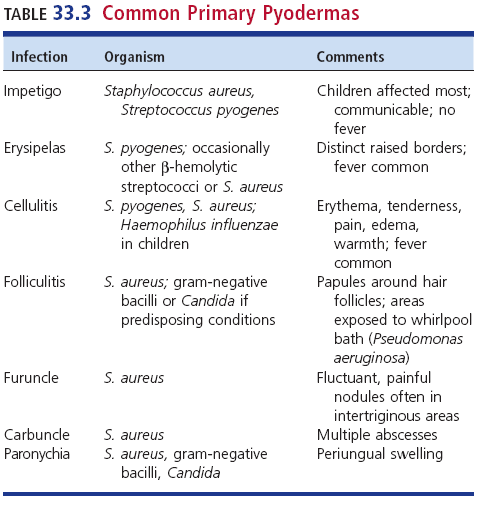 TABLE 33.3 Common Primary Pyodermas
Infection Organism Comments
Impetigo Staphylococcus aureus, Children affected most;
Streptococcus pyogenes communicable; no
fever
Erysipelas S. pyogenes; occasionally Distinct raised borders;
other β-hemolytic fever common
streptococci or S. aureus
Cellulitis S. pyogenes, S. aureus; Erythema, tenderness,
Haemophilus influenzae pain, edema,
in children warmth; fever
common
Folliculitis S. aureus; gram-negative Papules around hair
bacilli or Candida if follicles; areas
predisposing conditions exposed to whirlpool
bath (Pseudomonas
aeruginosa)
Furuncle S. aureus Fluctuant, painful
nodules often in
intertriginous areas
Carbuncle S. aureus Multiple abscesses
Paronychia S. aureus, gram-negative Periungual swelling
bacilli, Candida